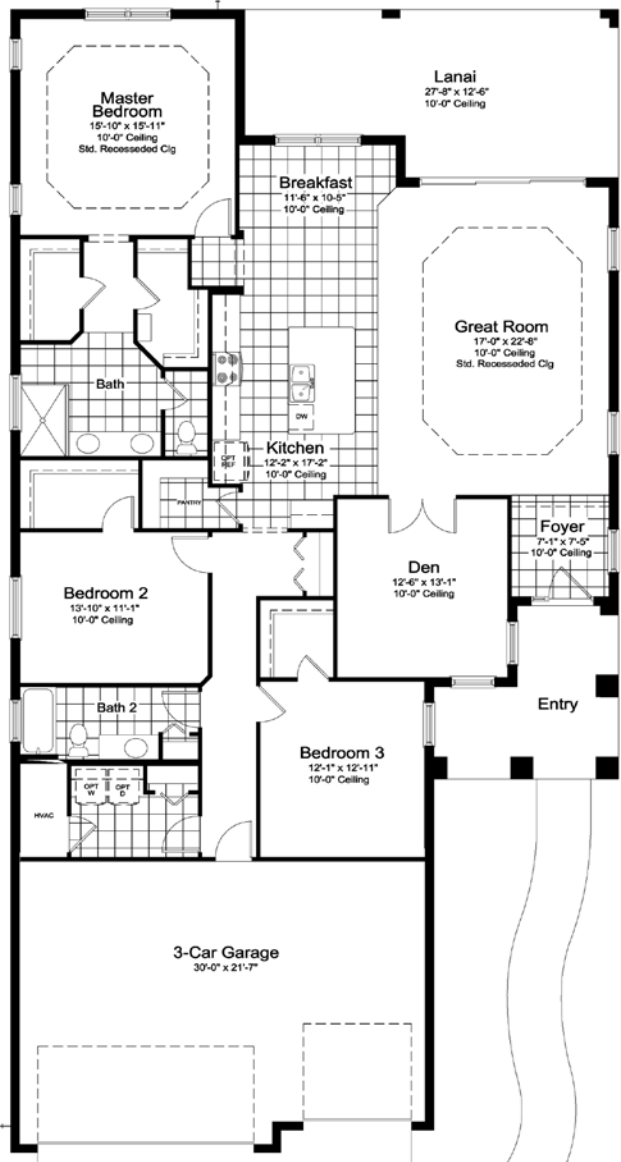 Lanai
27'-8" x 12'-6"
10'-0" Ceiling
Master
Bedroom
15'-10" x 15'-11"
10'-0" Ceiling
Std. Recesseded Clg
Breakfast
11'-6" x 10-5"
10'-0" Ceiling
Great Room
17'-0" x 22'-8"
10'-0" Ceiling
Std. Recesseded Clg
Bath
DW
Kitchen
12'-2" x 17'-2"
10'-0" Ceiling
OPT
REF
PANTRY
Foyer
7'-1" x 7'-5"
10'-0" Ceiling
Den
12'-6" x 13'-1"
10'-0" Ceiling
Bedroom 2
13'-10" x 11'-1"
10'-0" Ceiling
Bath 2
Entry
Bedroom 3
12'-1" x 12'-11"
10'-0" Ceiling
OPT
W
OPT
D
HVAC
3-Car Garage
30'-0" x 21'-7"